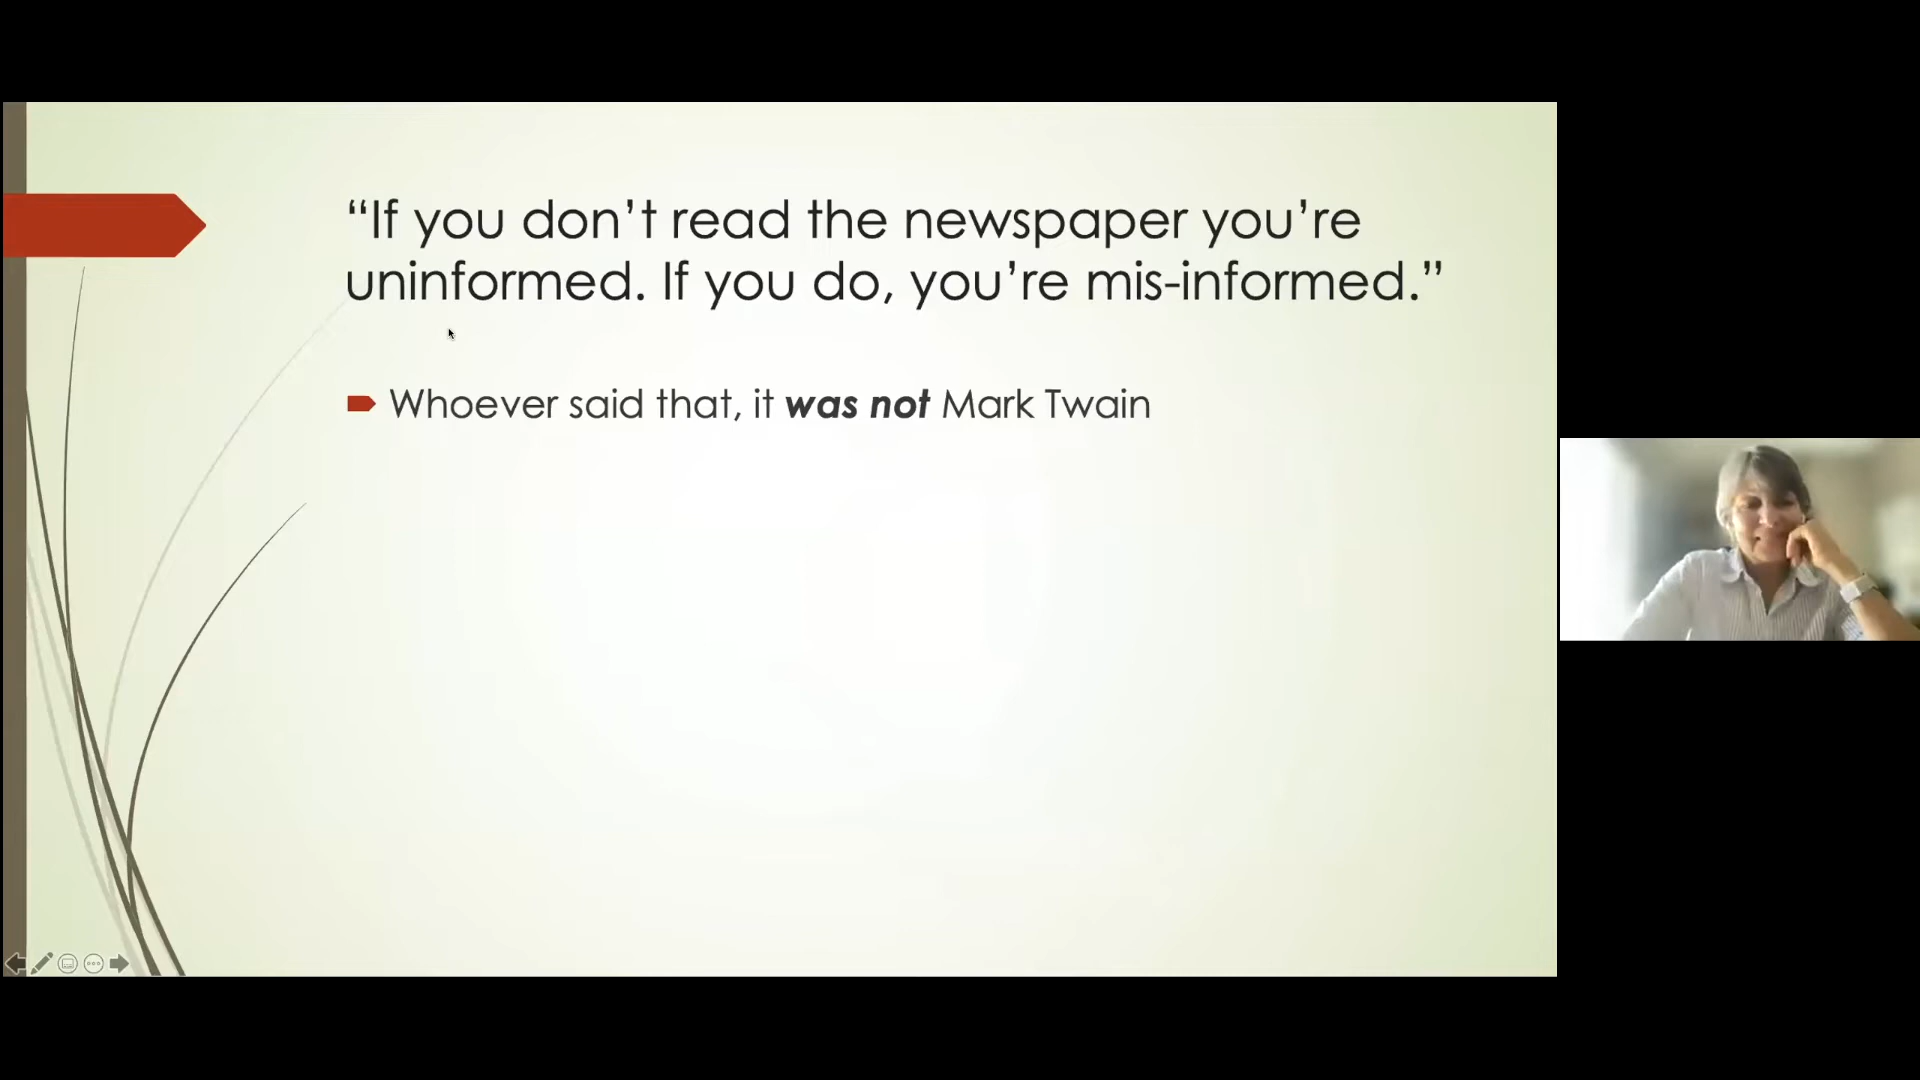 “If you don’t read the newspaper you’re
uninformed. If you do, you’re mis-informed.”
Whoever said that, it was not Mark Twain